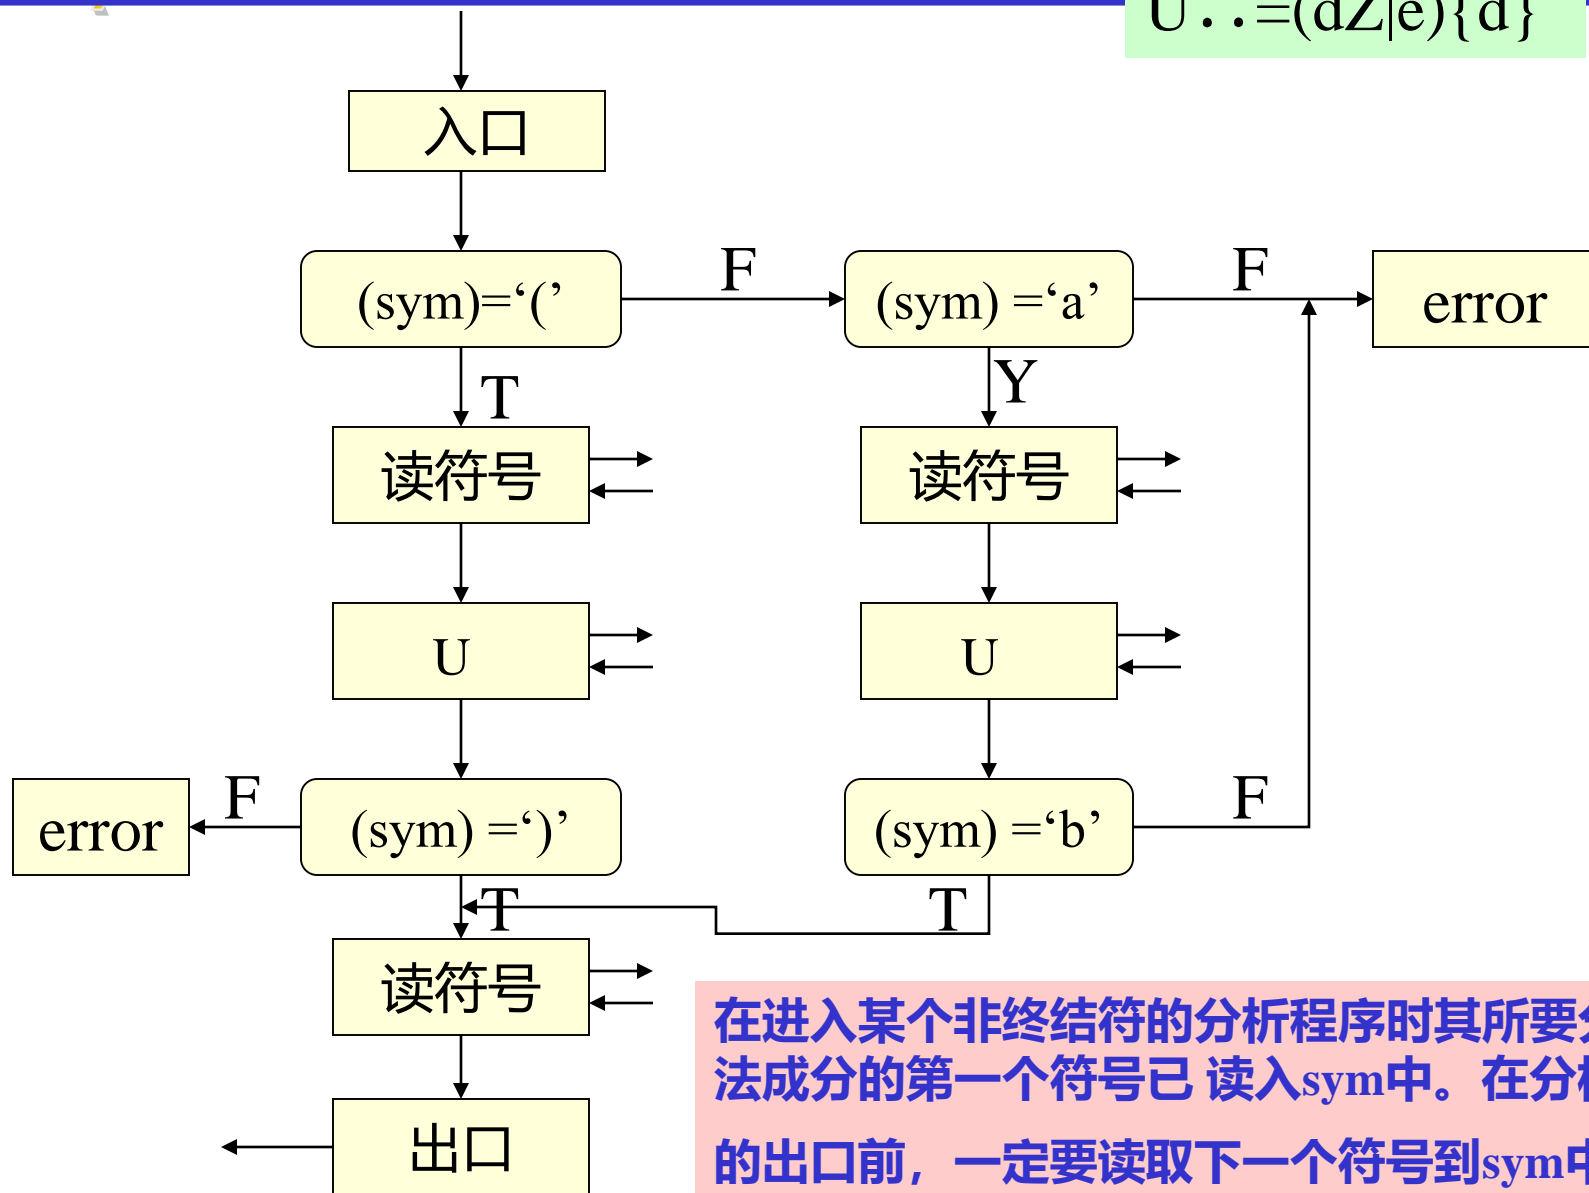 U::=(dZ|e){d}
入口
(sym)=‘(’
F
(sym) =‘a’
F
error
T
Y
读符号
读符号
U
U
error
F
(sym) =‘)’
(sym) =‘b’
F
T
T
读符号
在进入某个非终结符的分析程序时其所要
法成分的第一个符号已 读入sym中。在分析
的出口前，一定要读取下一个符号到sym中
出口